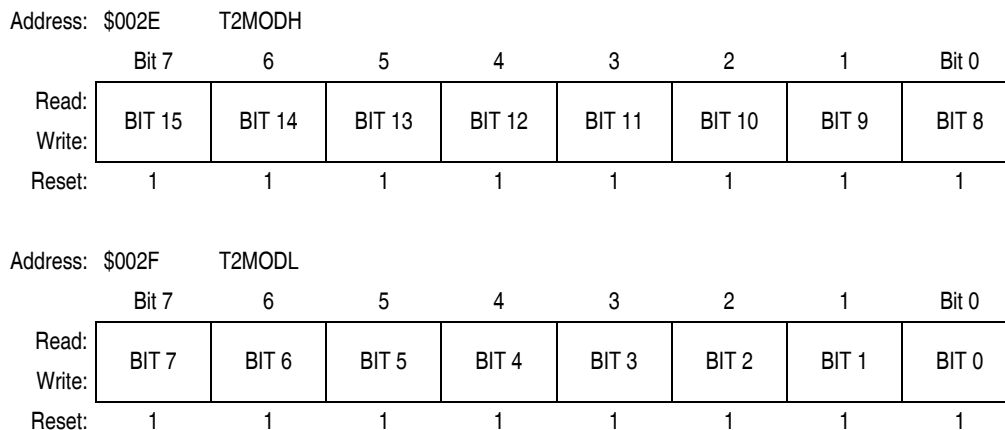 Address: $002E T2MODH
Bit 7 6 5 4 3 2 1 Bit 0
Read:
BIT 15 BIT 14 BIT 13 BIT 12 BIT 11 BIT 10 BIT 9 BIT 8
Write:
Reset: 1 1 1 1 1 1 1 1
Address: $002F T2MODL
Bit 7 6 5 4 3 2 1 Bit 0
Read:
BIT 7 BIT 6 BIT 5 BIT 4 BIT 3 BIT 2 BIT 1 BIT 0
Write:
Reset: 1 1 1 1 1 1 1 1